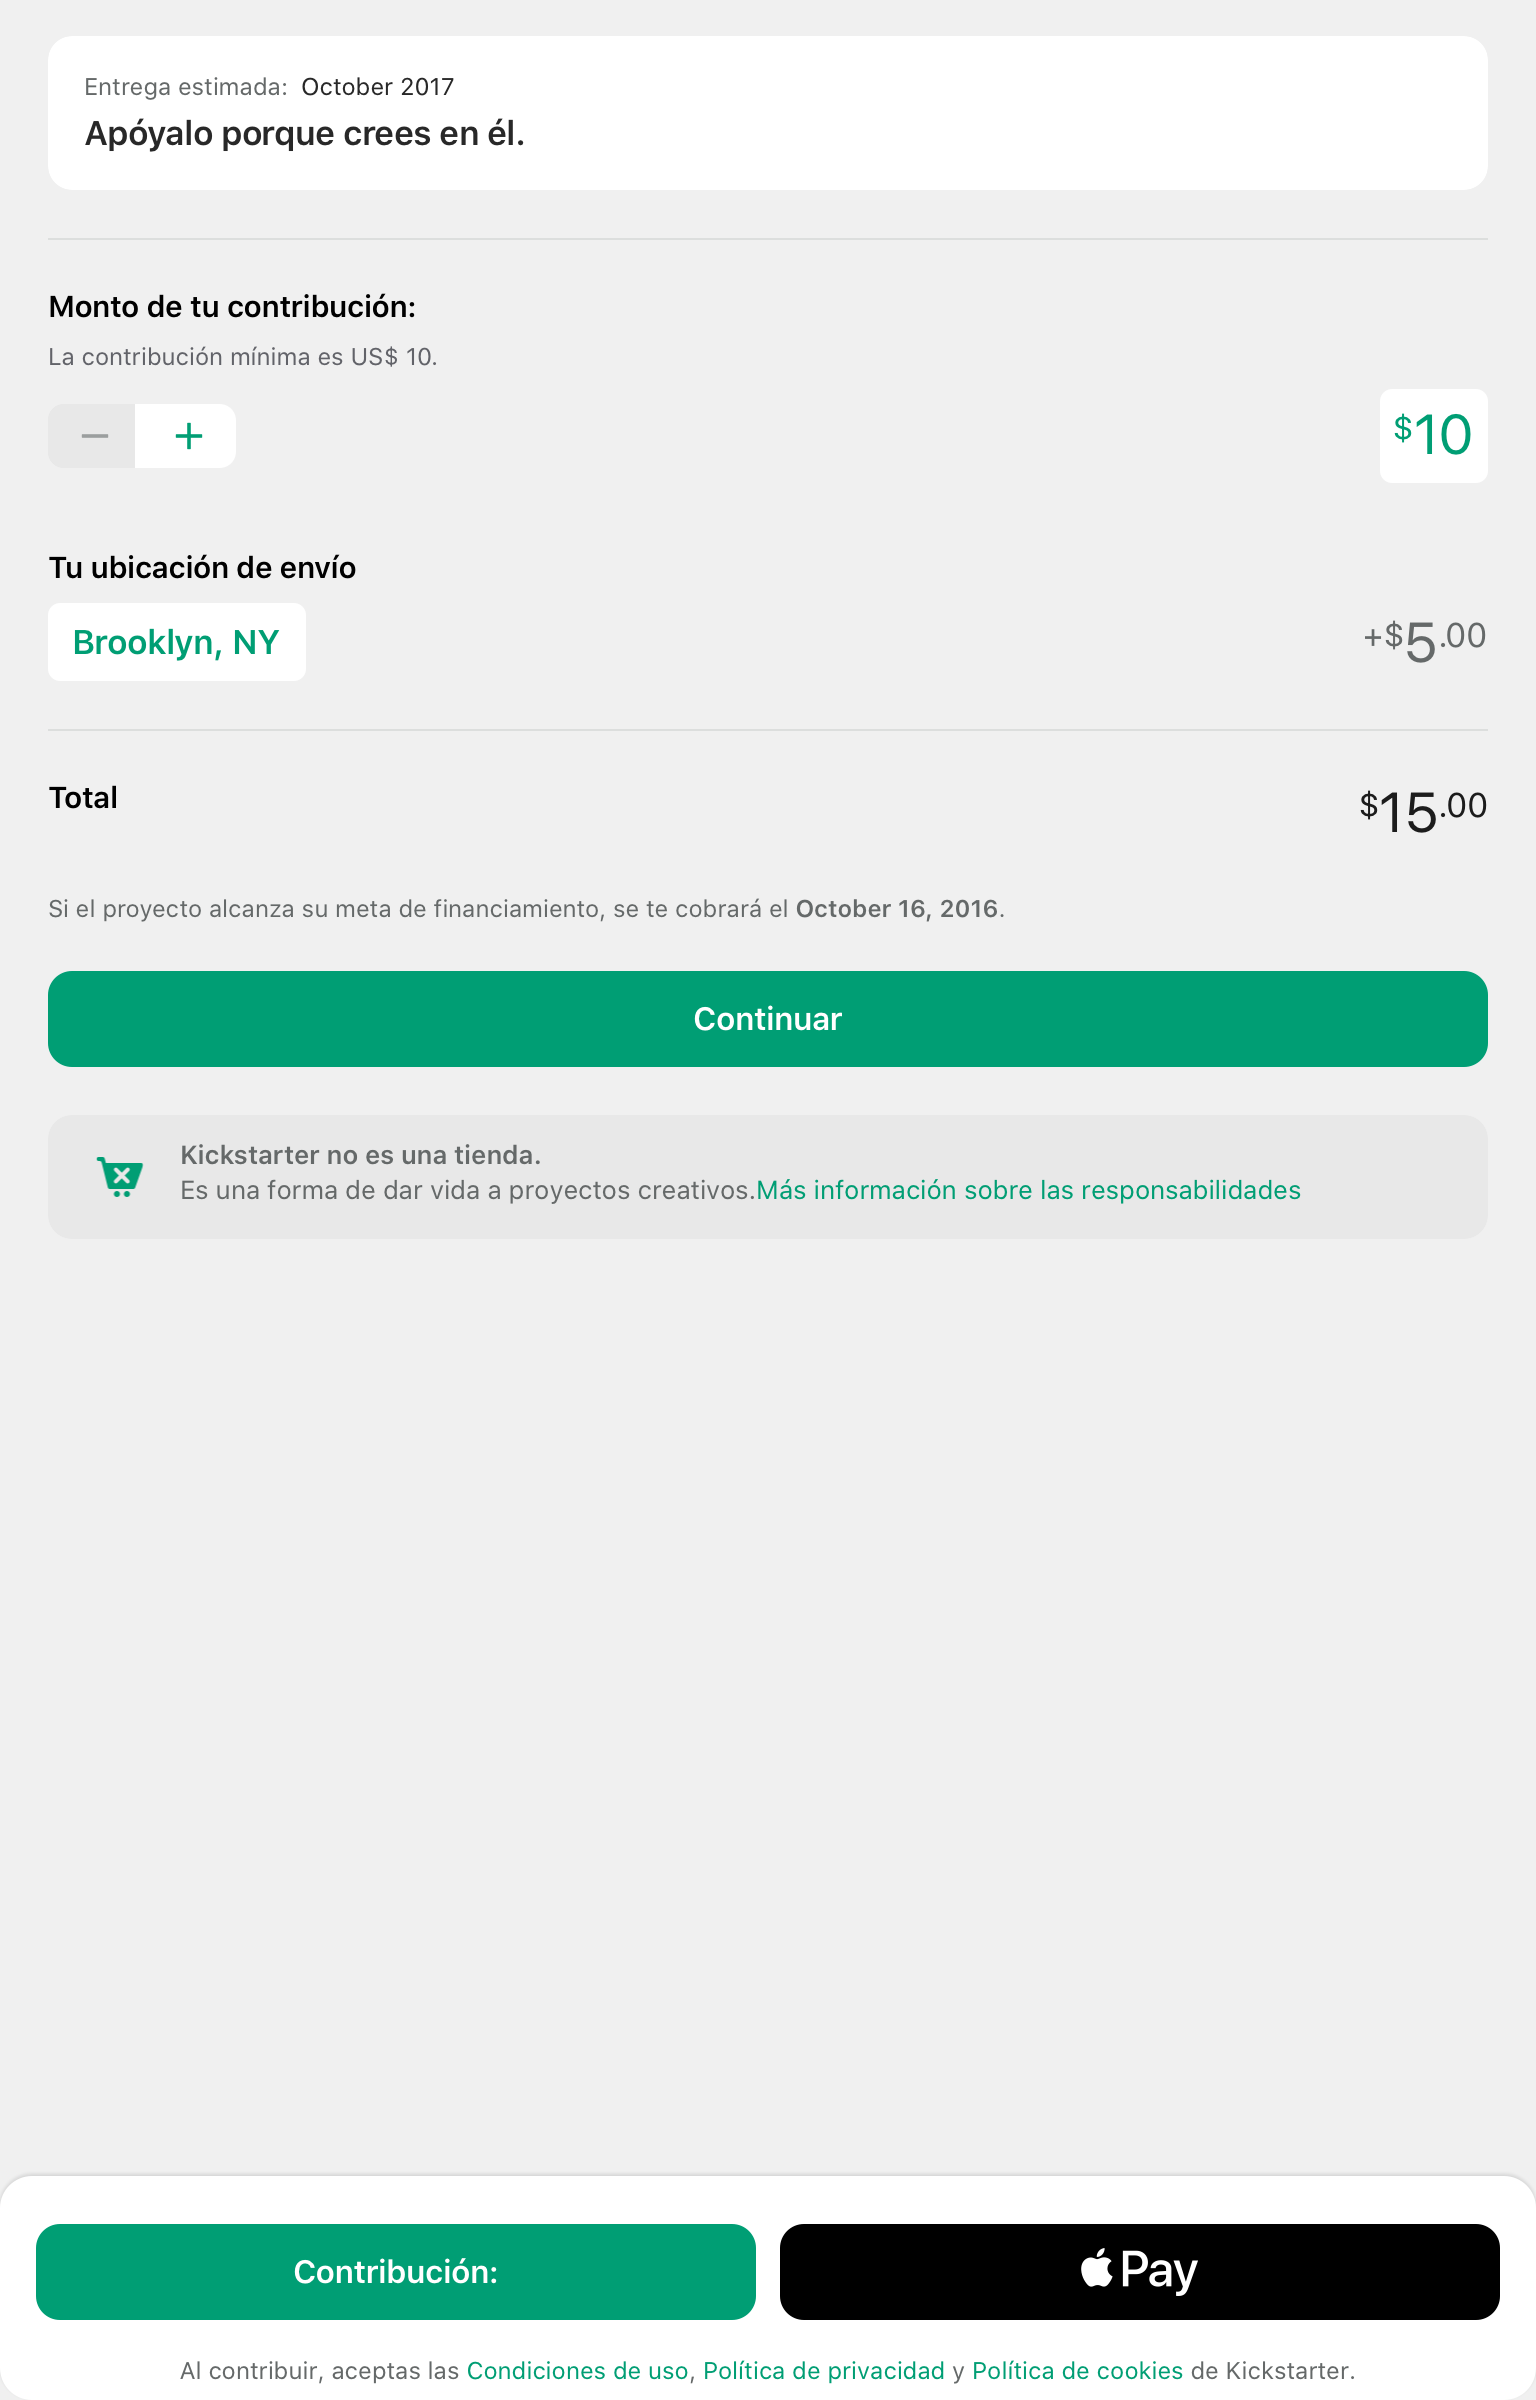 Entrega estimada: October 2017
Apóyalo porque crees en él.
Monto de tu contribución:
La contribución mínima es US$ 10.
$10
Tu ubicación de envío
Brooklyn, NY
+$5.00
Total
$15.00
Si el proyecto alcanza su meta de financiamiento, se te cobrará el October 16, 2016.
Continuar
Kickstarter no es una tienda.
Es una forma de dar vida a proyectos creativos.Más información sobre las responsabilidades
Contribución:
Pay
Al contribuir, aceptas las Condiciones de uso, Política de privacidad y Política de cookies de Kickstarter.